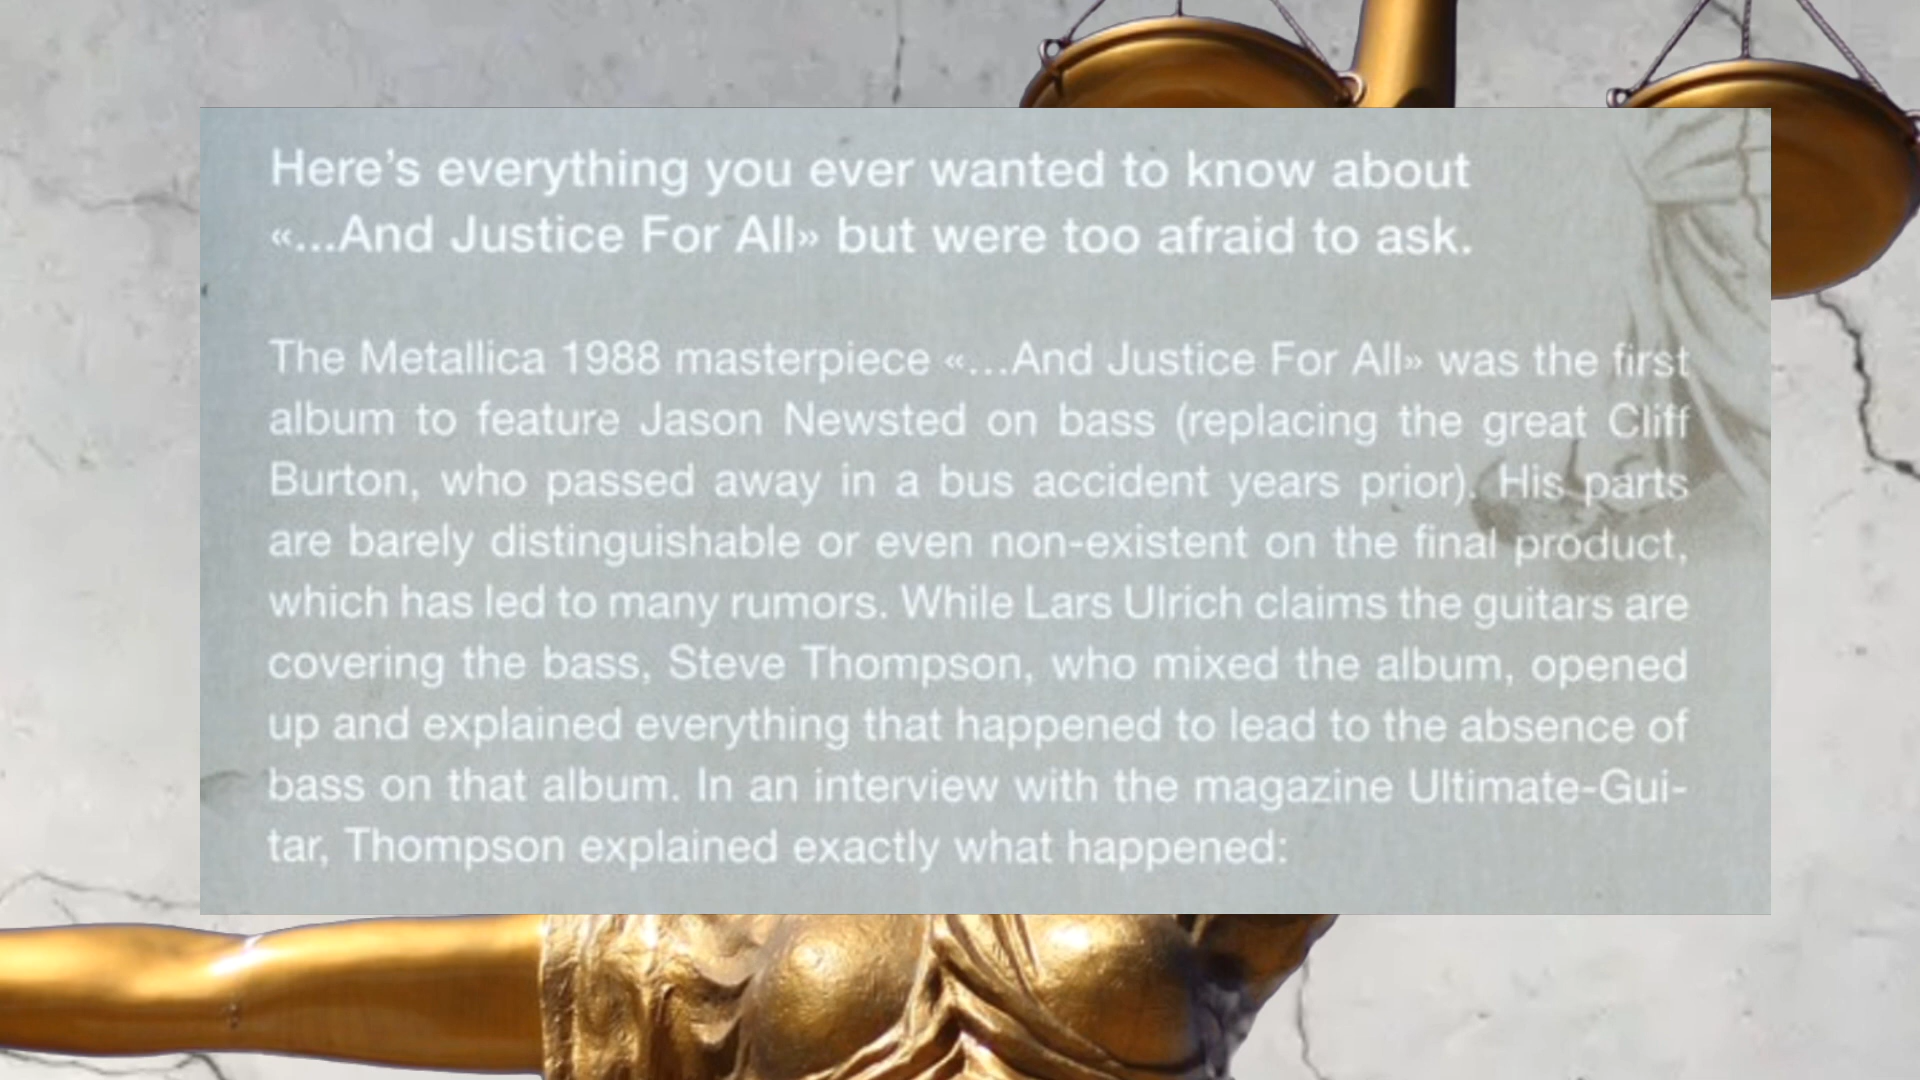 Here's everything you ever wanted to know about
«...And Justice For All» but were too afraid to ask.
The Metallica 1988 masterpiece «...And Justice For All» was the first
album to feature Jason Newsted on bass (replacing the great Cliff
Burton, who passed away in a bus accident years prior). His parts
are barely distinguishable or even non-existent on the final product,
which has led to many rumors. While Lars Ulrich claims the guitars are
covering the bass, Steve Thompson, who mixed the album, opened
up and explained everything that happened to lead to the absence of
bass on that album. In an interview with the magazine Ultimate-Gui-
tar, Thompson explained exactly what happened: